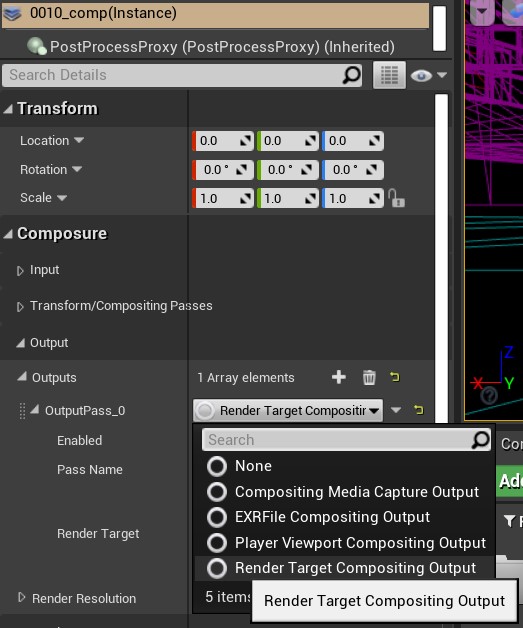 0010_comp(Instance)
PostProcessProxy (PostProcessProxy) (Inherited)
Search Details
Transform
Location 0.0 0.0 0.0
Rotation 0.0 ° 0.0 ° 0.0 °
Scale 1.0 1.0 1.0
Composure
Input
Transform/Compositing Passes
Output
Outputs 1 Array elements
OutputPass_0 Render Target Compositir
Enabled
Pass Name
Render Target
Render Resolution
Search
None
Compositing Media Capture Output
EXRFile Compositing Output
Player Viewport Compositing Output
Render Target Compositing Output
5 items
Render Target Compositing Output
Z
X
Y
Co
Add